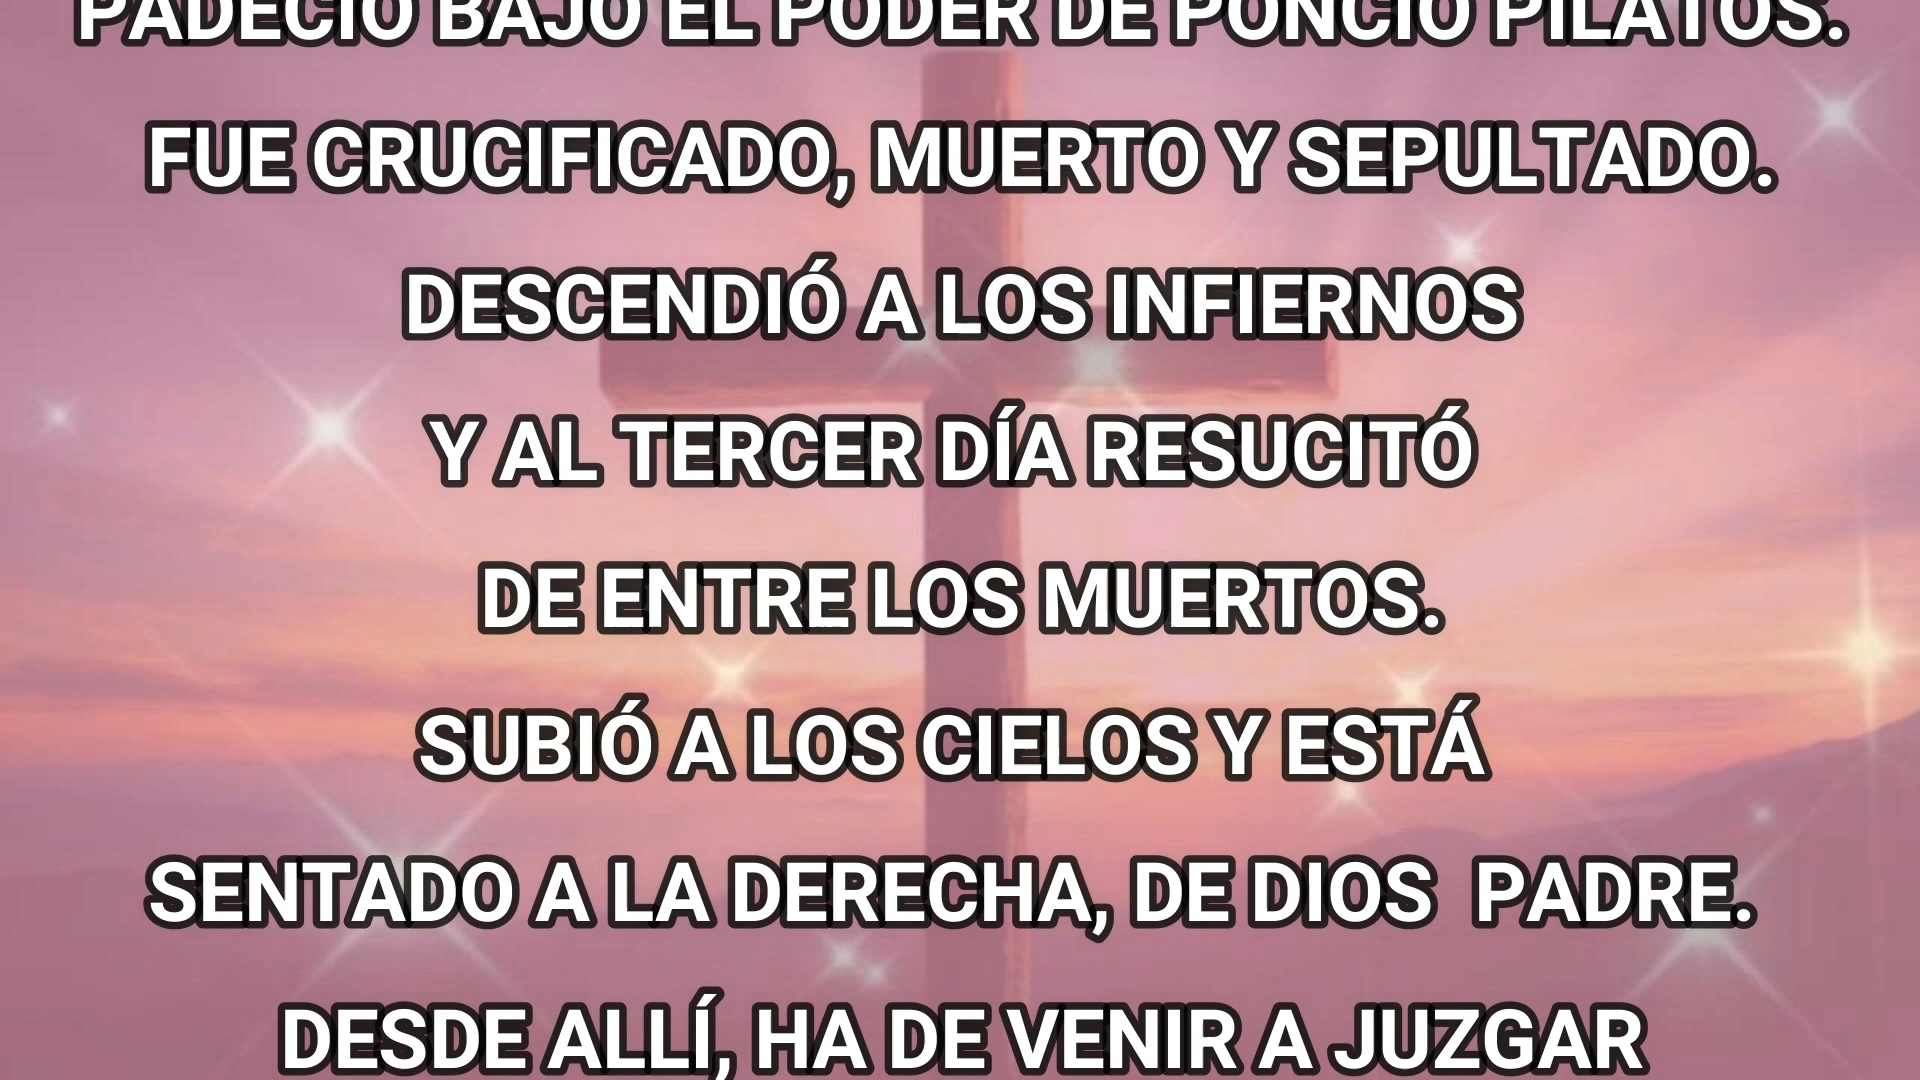 PADECIÓ BAJO EL PODER DE PONCIO PILATOS.
FUE CRUCIFICADO, MUERTO Y SEPULTADO.
DESCENDIÓ A LOS INFIERNOS
Y AL TERCER DÍA RESUCITÓ
DE ENTRE LOS MUERTOS.
SUBIÓ A LOS CIELOS Y ESTÁ
SENTADO A LA DERECHA, DE DIOS  PADRE.
DESDE ALLÍ, HA DE VENIR A JUZGAR